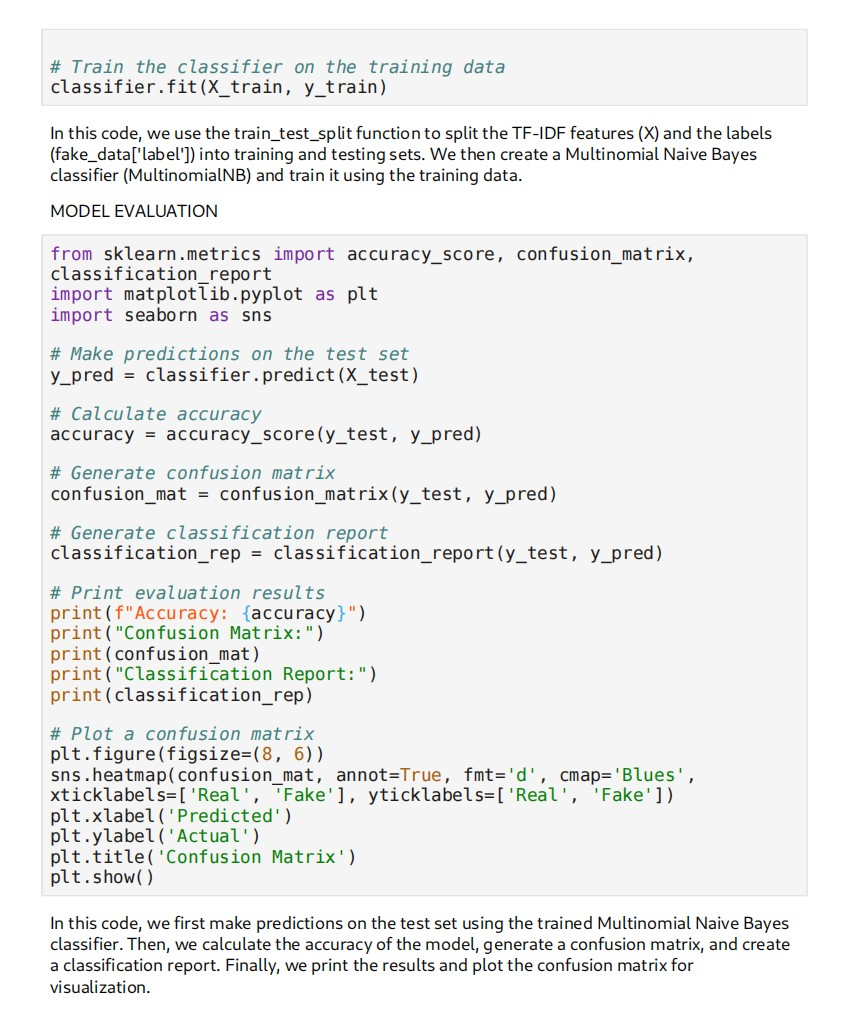 # Train the classifier on the training data
classifier.fit(X_train, y_train)
In this code, we use the train_test_split function to split the TF-IDF features (X) and the labels
(fake_data['label']) into training and testing sets. We then create a Multinomial Naive Bayes
classifier (MultinomialNB) and train it using the training data.
MODEL EVALUATION
from sklearn.metrics import accuracy_score, confusion_matrix,
classification_report
import matplotlib.pyplot as plt
import seaborn as sns
# Make predictions on the test set
y_pred = classifier.predict(X_test)
# Calculate accuracy
accuracy = accuracy_score(y_test, y_pred)
# Generate confusion matrix
confusion_mat = confusion_matrix(y_test, y_pred)
# Generate classification report
classification_rep = classification_report(y_test, y_pred)
# Print evaluation results
print(f"Accuracy: {accuracy}")
print("Confusion Matrix:")
print(confusion_mat)
print("Classification Report:")
print(classification_rep)
# Plot a confusion matrix
plt.figure(figsize=(8, 6))
sns.heatmap(confusion_mat, annot=True, fmt='d', cmap='Blues',
xticklabels=['Real', 'Fake'], yticklabels=['Real', 'Fake'])
plt.xlabel('Predicted')
plt.ylabel('Actual')
plt.title('Confusion Matrix')
plt.show()
In this code, we first make predictions on the test set using the trained Multinomial Naive Bayes
classifier. Then, we calculate the accuracy of the model, generate a confusion matrix, and create
a classification report. Finally, we print the results and plot the confusion matrix for
visualization.